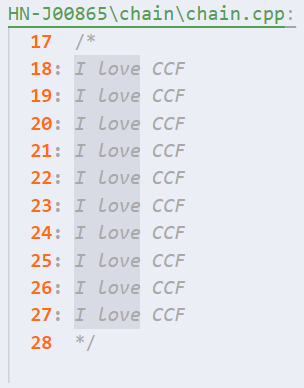 HN-J00865\chain\chain.cpp:
17 /*
18: I love CCF
19: I love CCF
20: I love CCF
21: I love CCF
22: I love CCF
23: I love CCF
24: I love CCF
25: I love CCF
26: I love CCF
27: I love CCF
28 */